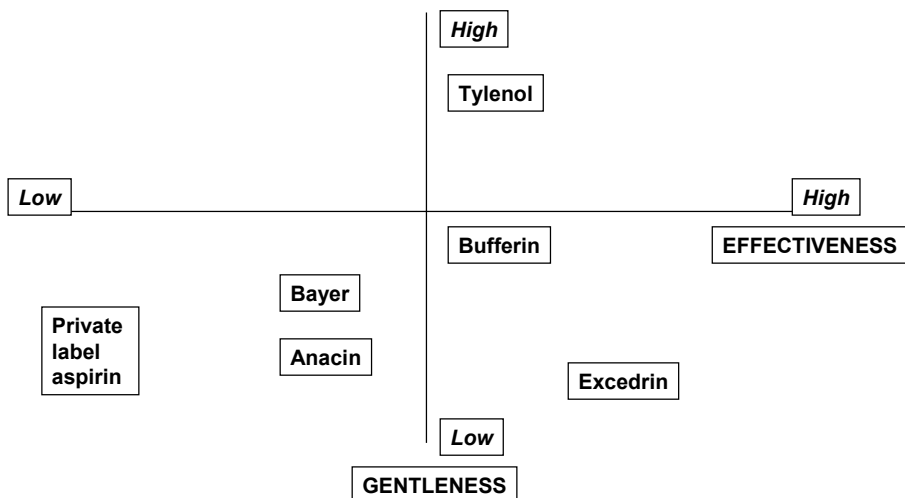 High
Tylenol
Low
High
Bufferin
EFFECTIVENESS
Bayer
Private
label
aspirin
Anacin
Excedrin
Low
GENTLENESS